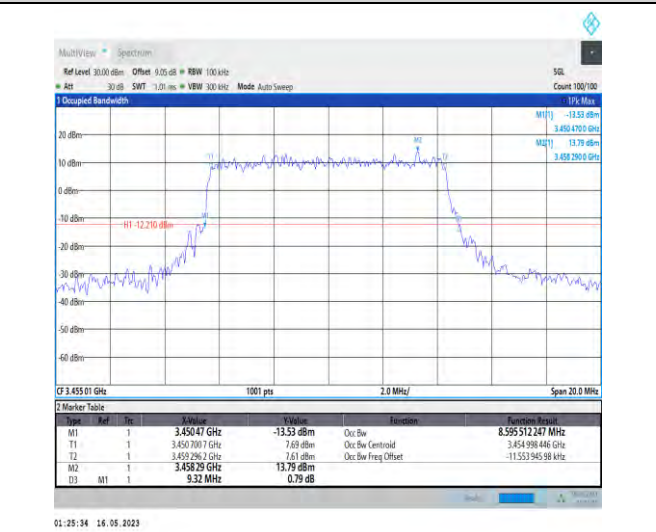 MultiView Spectrum
Ref Level 30.00 dBm Offset 9.05 dB RBW 100 kHz SGL
Att 30 dB SWT 1.01 ms VBW 300 kHz Mode Auto Sweep Count 100/100
1 Occupied Bandwidth 1Pk Max
M1[1] -13.53 dBm
3.450 470 0 GHz
M2[1] 13.79 dBm
3.458 290 0 GHz
20 dBm
M2
T1 T2
10 dBm
0 dBm
-10 dBm
M1
H1 -12.210 dBm
-20 dBm
-30 dBm
-40 dBm
-50 dBm
-60 dBm
CF 3.455 01 GHz 1001 pts 2.0 MHz/ Span 20.0 MHz
2 Marker Table
Type Ref Trc X-Value Y-Value Function Function Result
M1 1 3.450 47 GHz -13.53 dBm Occ Bw 8.595 512 247 MHz
T1 1 3.450 700 7 GHz 7.69 dBm Occ Bw Centroid 3.454 998 446 GHz
T2 1 3.459 296 2 GHz 7.61 dBm Occ Bw Freq Offset -11.553 945 98 kHz
M2 1 3.458 29 GHz 13.79 dBm
D3 M1 1 9.32 MHz 0.79 dB
01:25:34 16.05.2023